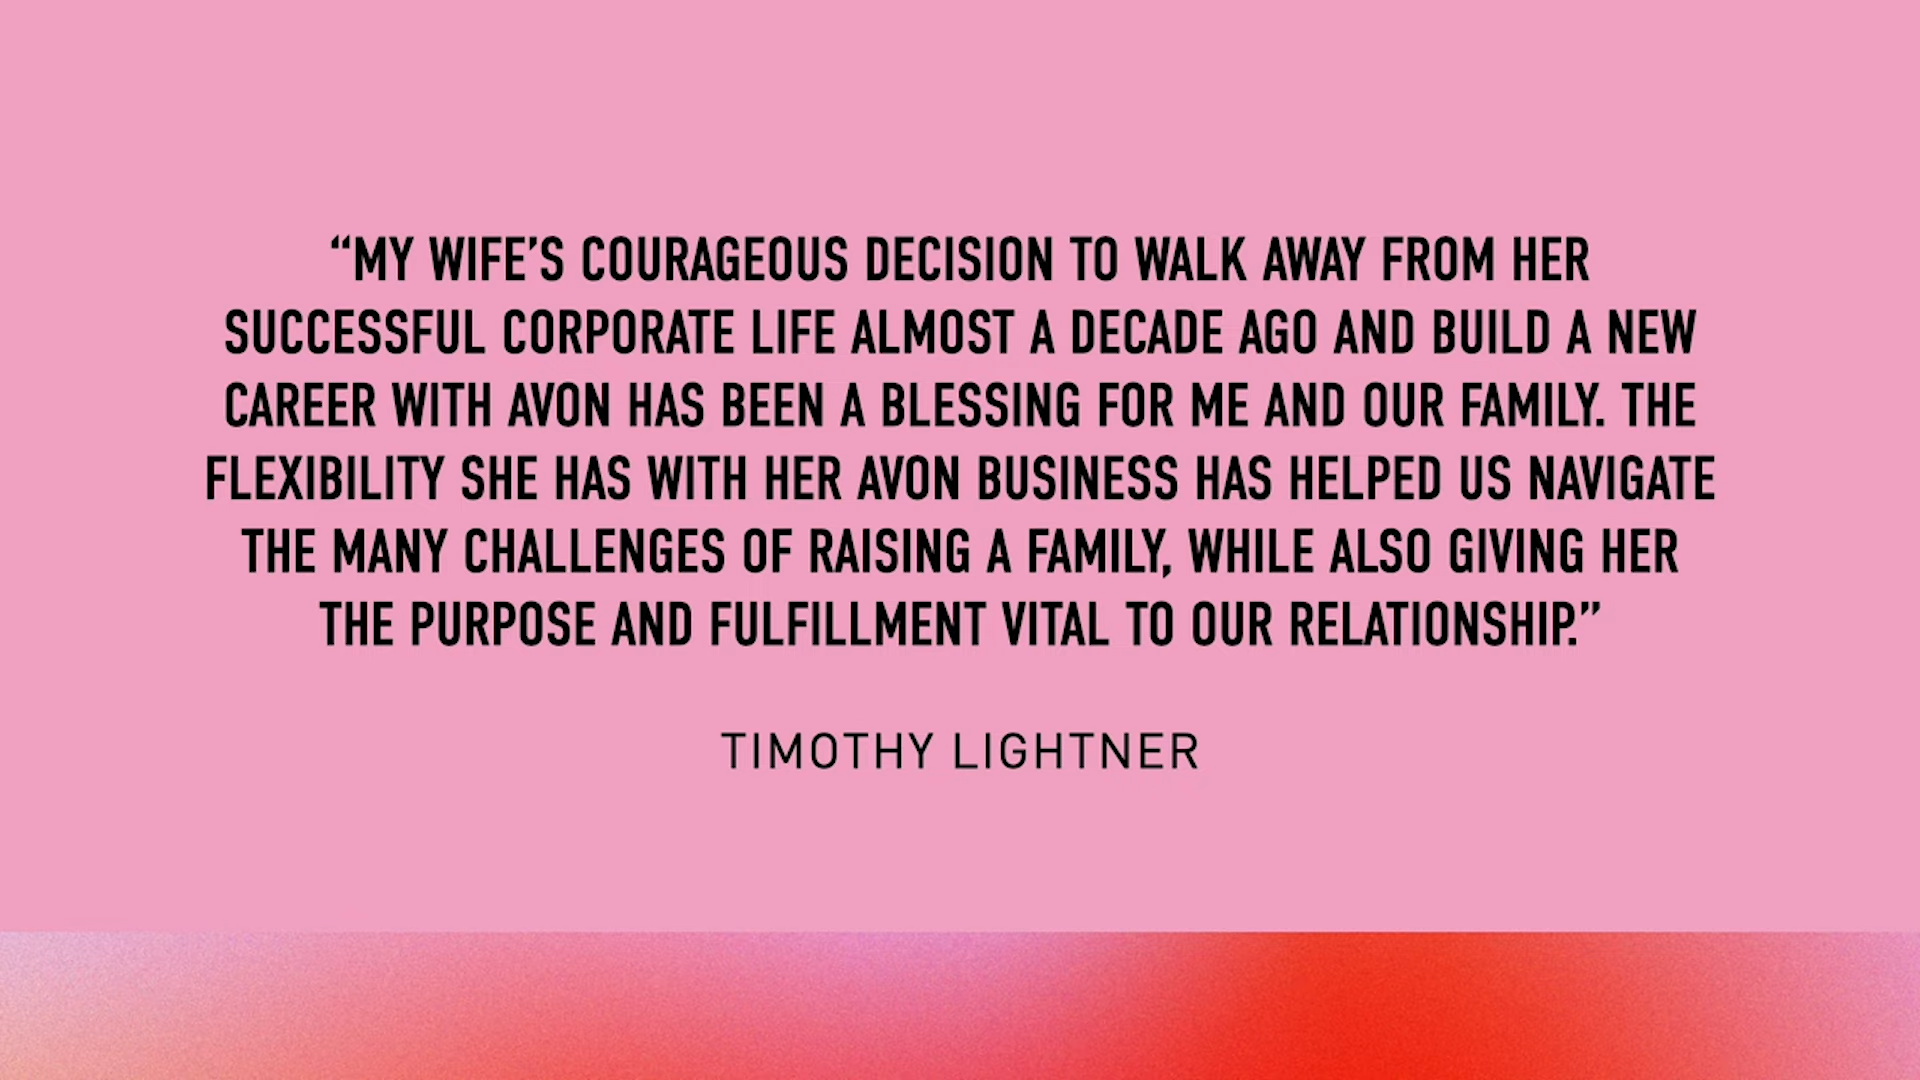 “MY WIFE’S COURAGEOUS DECISION TO WALK AWAY FROM HER
SUCCESSFUL CORPORATE LIFE ALMOST A DECADE AGO AND BUILD A NEW
CAREER WITH AVON HAS BEEN A BLESSING FOR ME AND OUR FAMILY. THE
FLEXIBILITY SHE HAS WITH HER AVON BUSINESS HAS HELPED US NAVIGATE
THE MANY CHALLENGES OF RAISING A FAMILY, WHILE ALSO GIVING HER
THE PURPOSE AND FULFILLMENT VITAL TO OUR RELATIONSHIP.”
TIMOTHY LIGHTNER